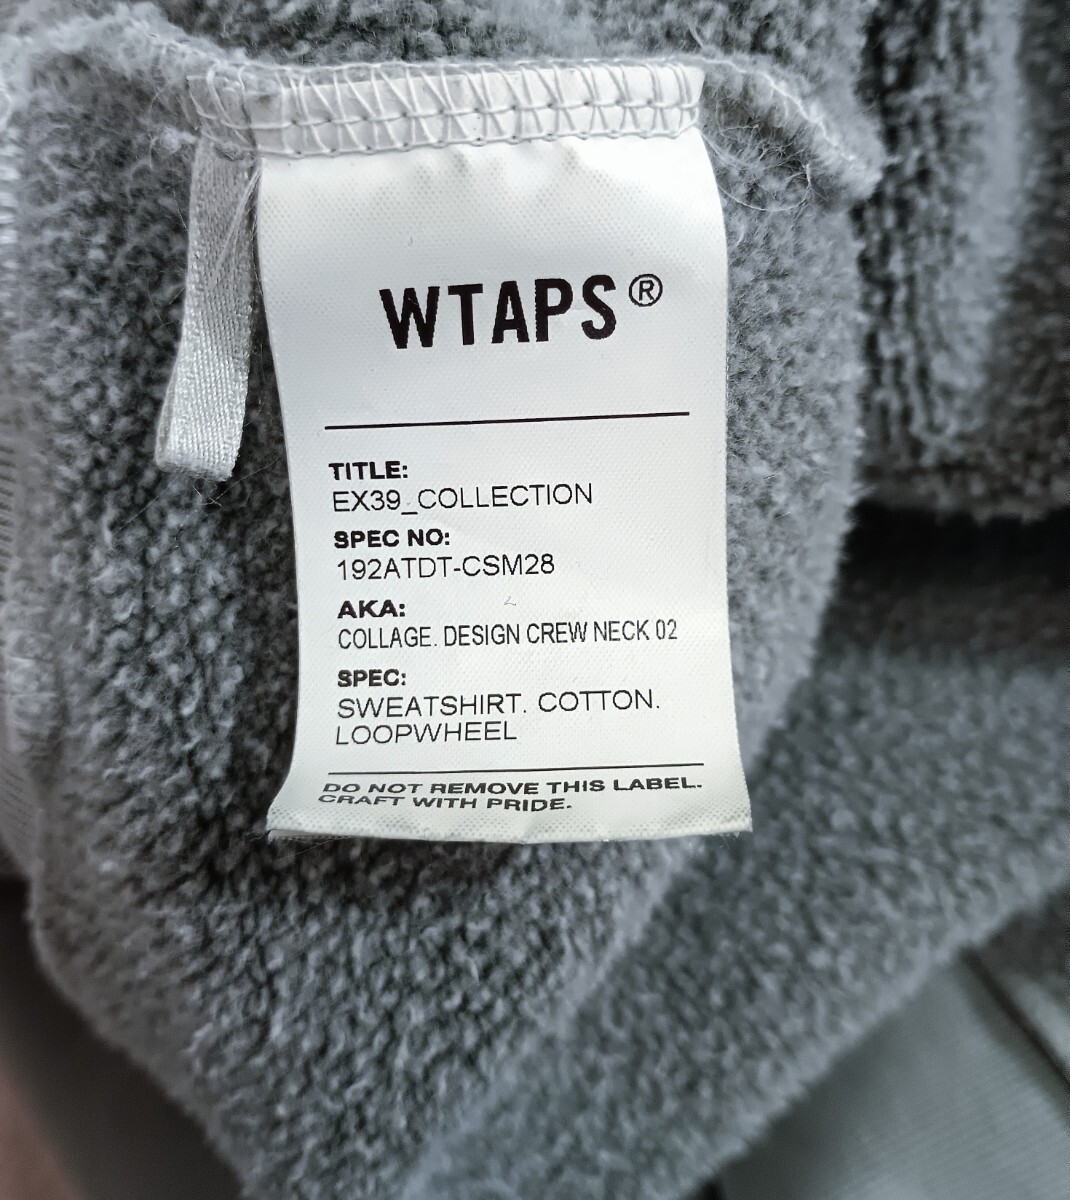 WTAPS®
TITLE:
EX39_COLLECTION
SPEC NO:
192ATDT-CSM28
AKA:
COLLAGE. DESIGN CREW NECK 02
SPEC:
SWEATSHIRT. COTTON.
LOOPWHEEL
DO NOT REMOVE THIS LABEL.
CRAFT WITH PRIDE.